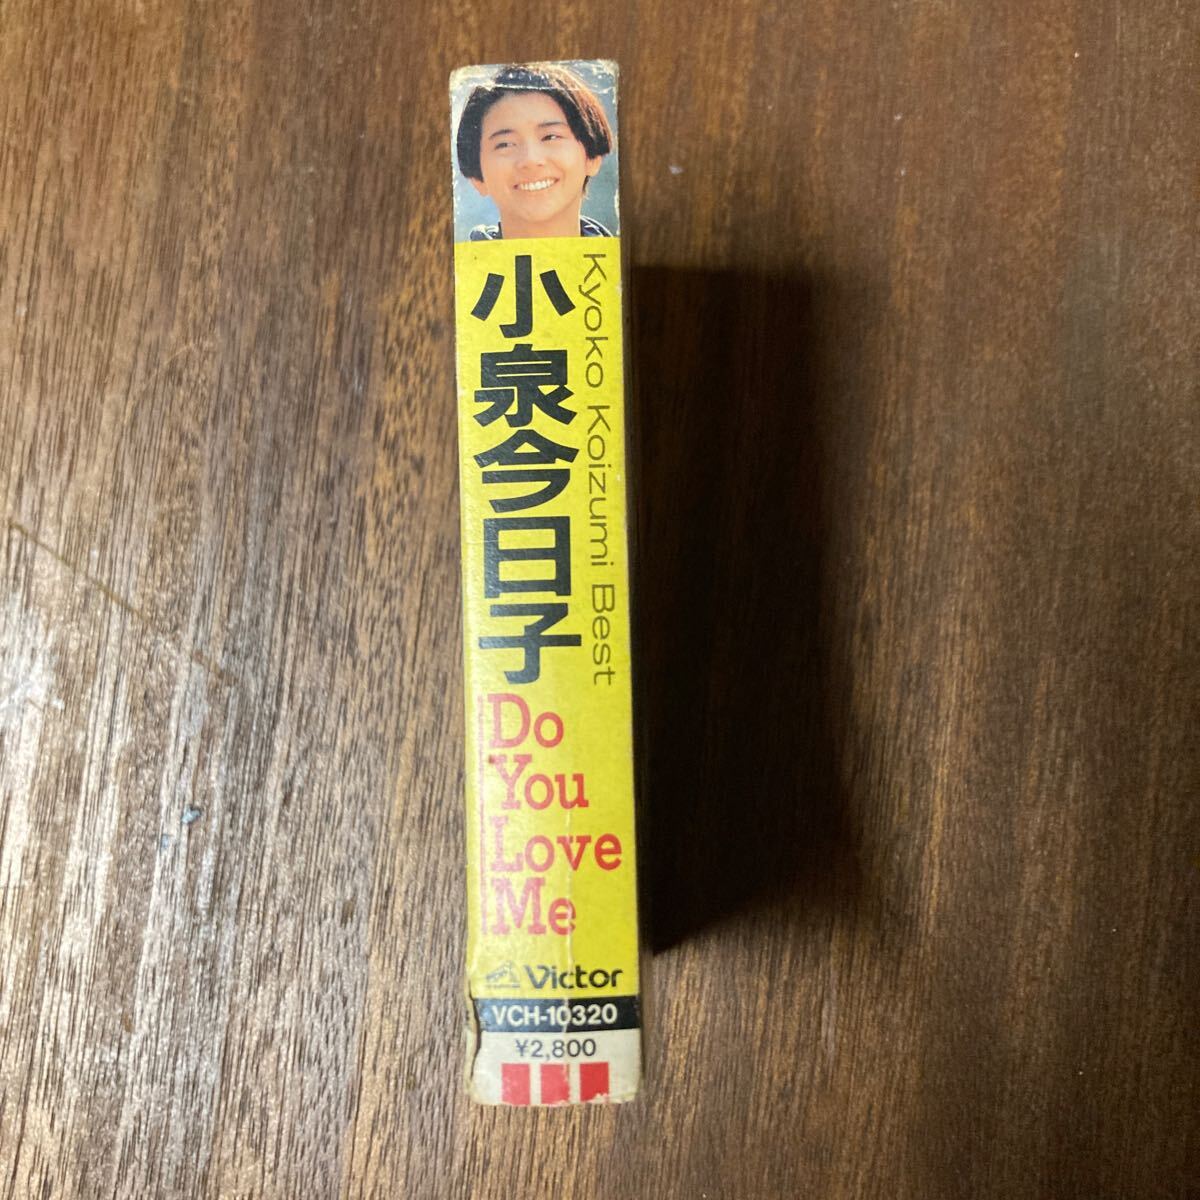 小泉今日子
Kyoko Koizumi Best
Do
You
Love
Me
Victor
VCH-10320
¥2,800